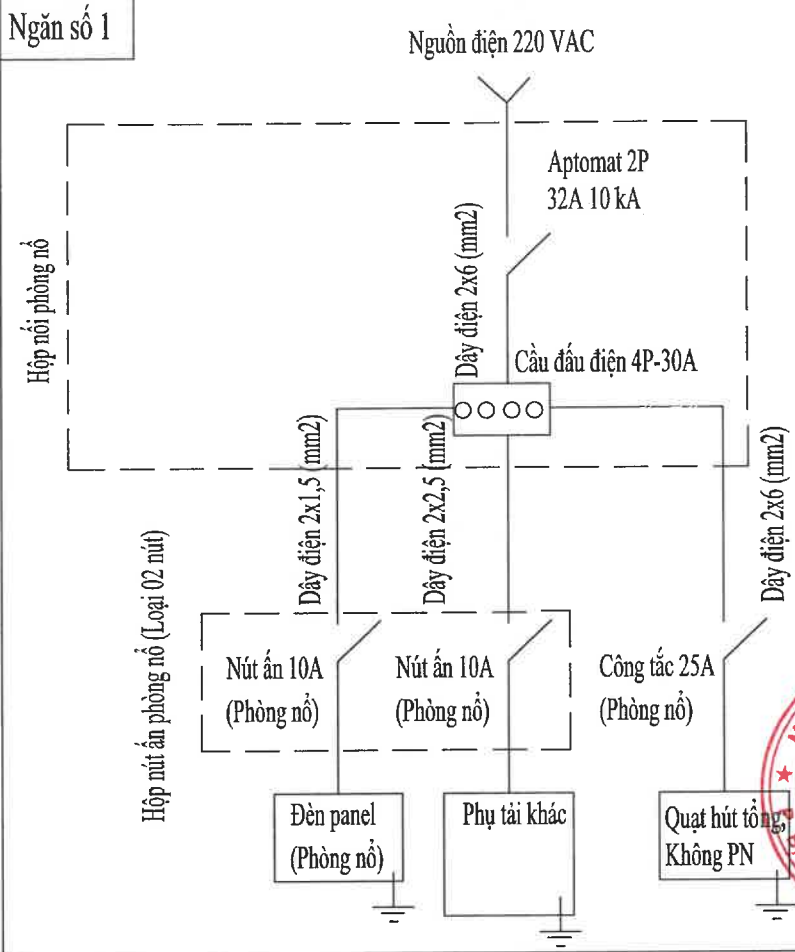 Ngăn số 1
Nguồn điện 220 VAC
Aptomat 2P
32A 10 kA
Dây điện 2x6 (mm2)
Hộp nối phòng nổ
Cầu đấu điện 4P-30A
Dây điện 2x1,5 (mm2)
Dây điện 2x2,5 (mm2)
Dây điện 2x6 (mm2)
Hộp nút ấn phòng nổ (Loại 02 nút)
Nút ấn 10A
(Phòng nổ)
Nút ấn 10A
(Phòng nổ)
Công tắc 25A
(Phòng nổ)
Đèn panel
(Phòng nổ)
Phụ tải khác
Quạt hút tổng,
Không PN